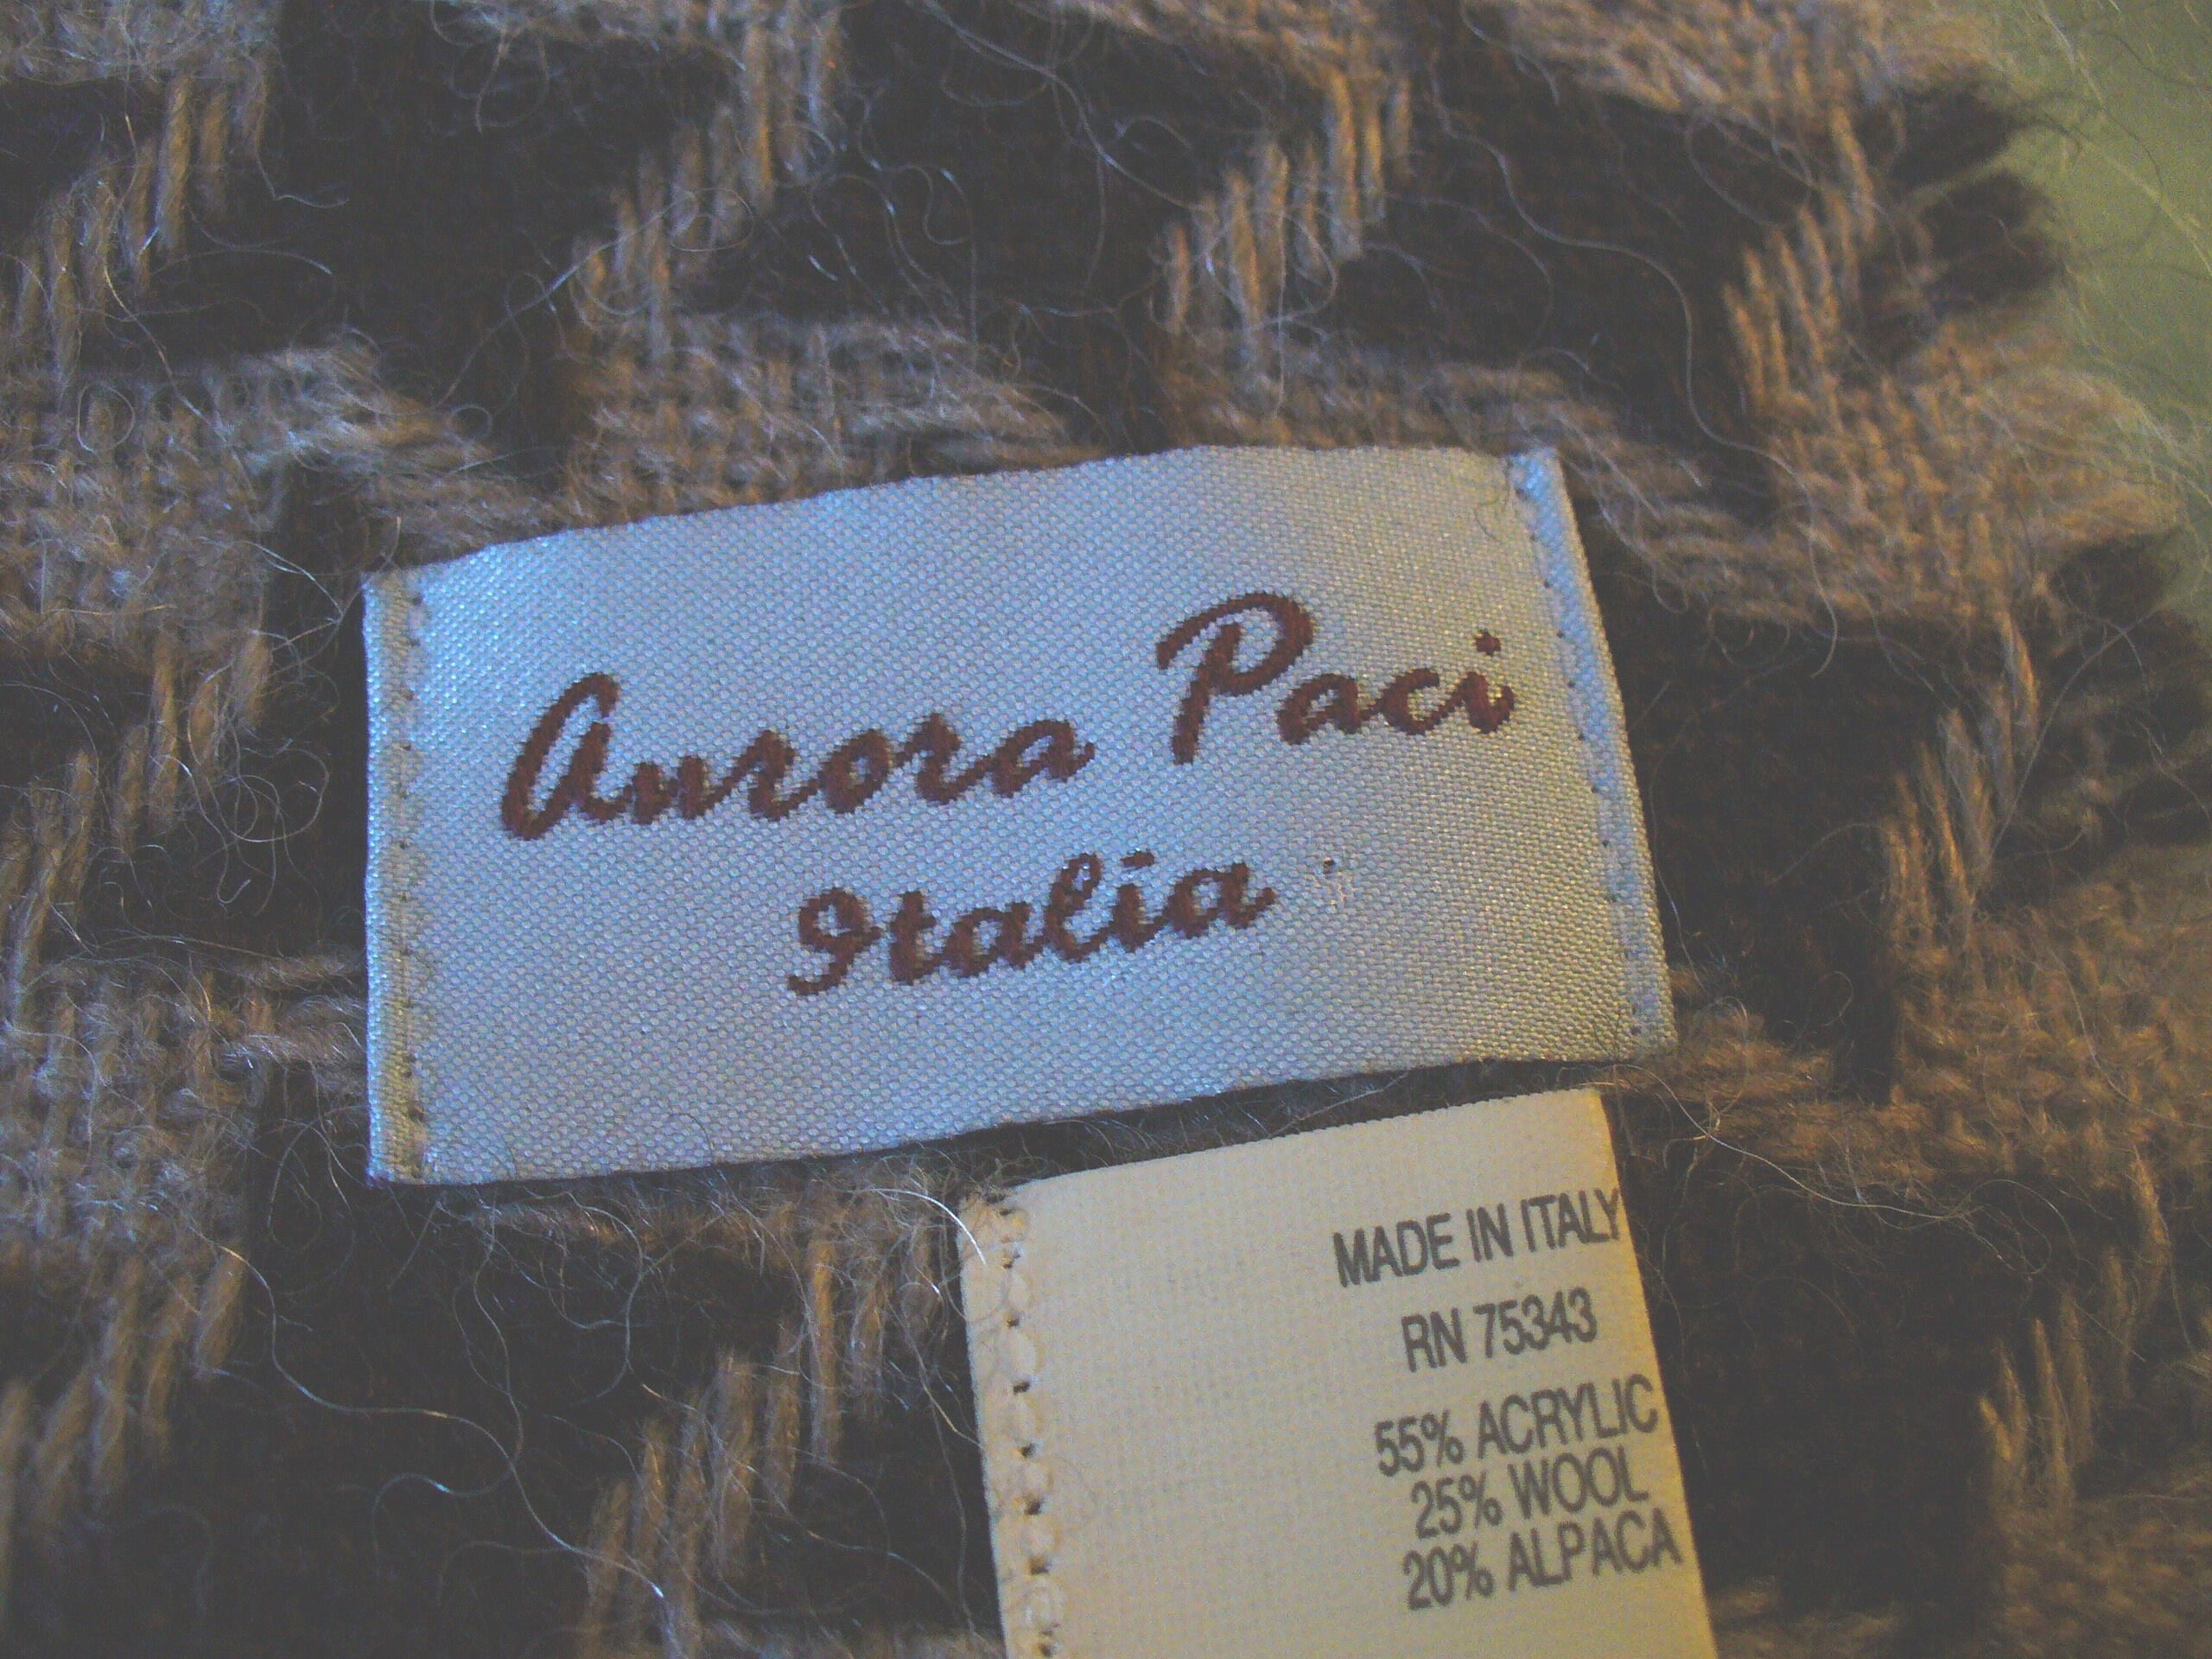 Aurora Paci
Italia
MADE IN ITALY
RN 75343
55% ACRYLIC
25% WOOL
20% ALPACA